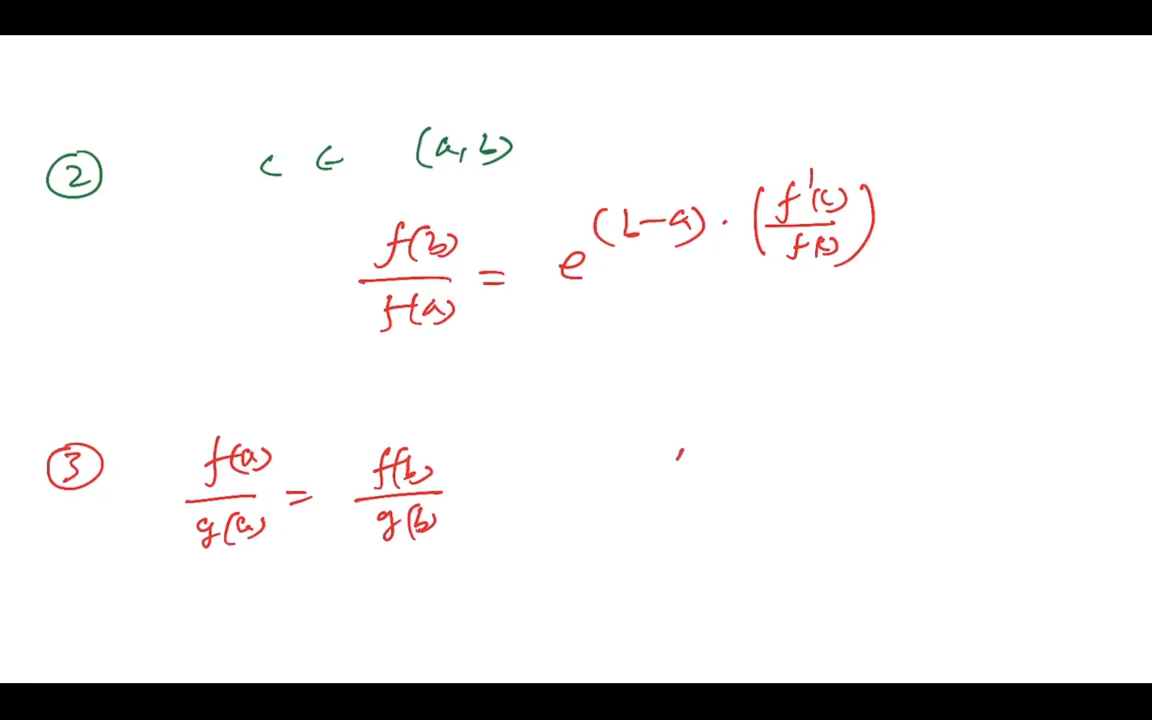 ② c ∈ (a, b)
f(b)/f(a) = e^((b-a) · (f'(c)/f(c)))
③ f(a)/g(a) = f(b)/g(b)